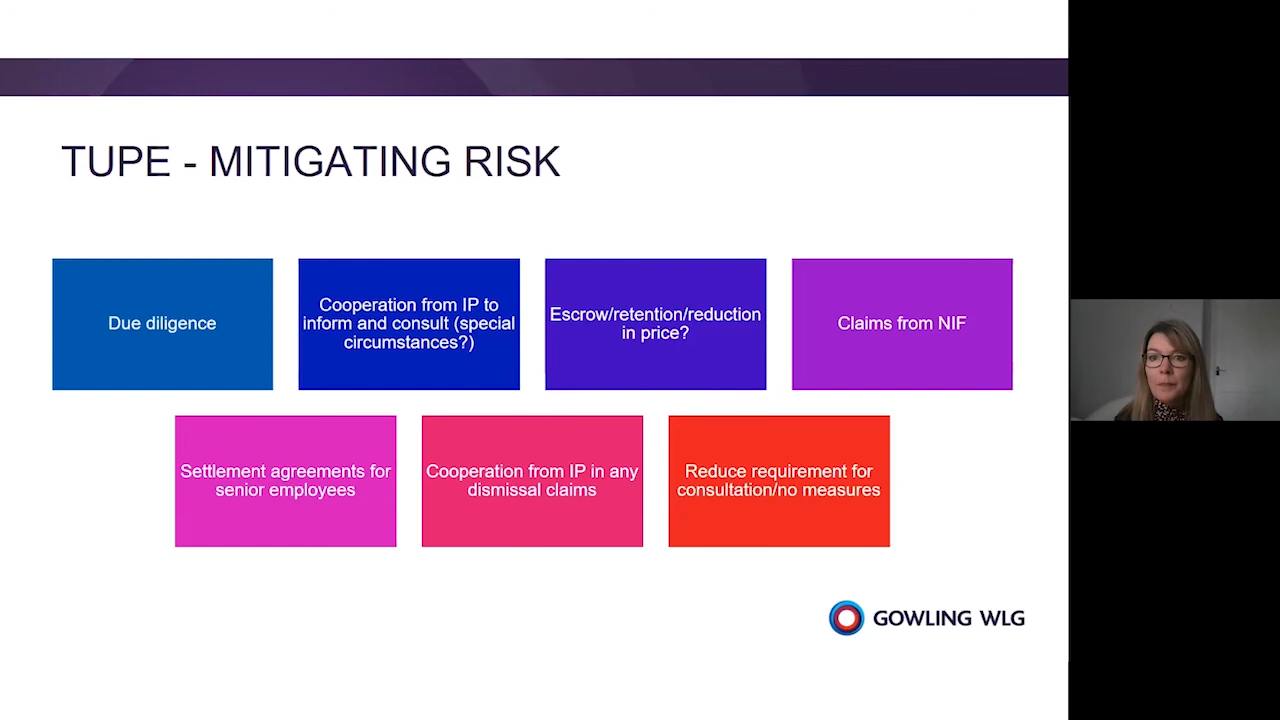 TUPE - MITIGATING RISK
Due diligence
Cooperation from IP to
inform and consult (special
circumstances?)
Escrow/retention/reduction
in price?
Claims from NIF
Settlement agreements for
senior employees
Cooperation from IP in any
dismissal claims
Reduce requirement for
consultation/no measures
GOWLING WLG